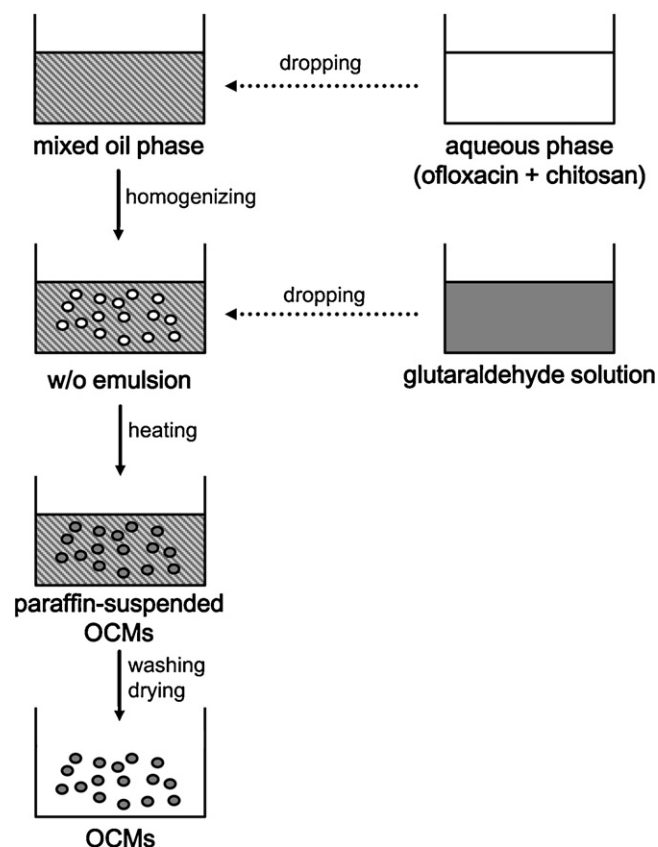 dropping
mixed oil phase
aqueous phase
(ofloxacin + chitosan)
homogenizing
dropping
w/o emulsion
glutaraldehyde solution
heating
paraffin-suspended
OCMs
washing
drying
OCMs